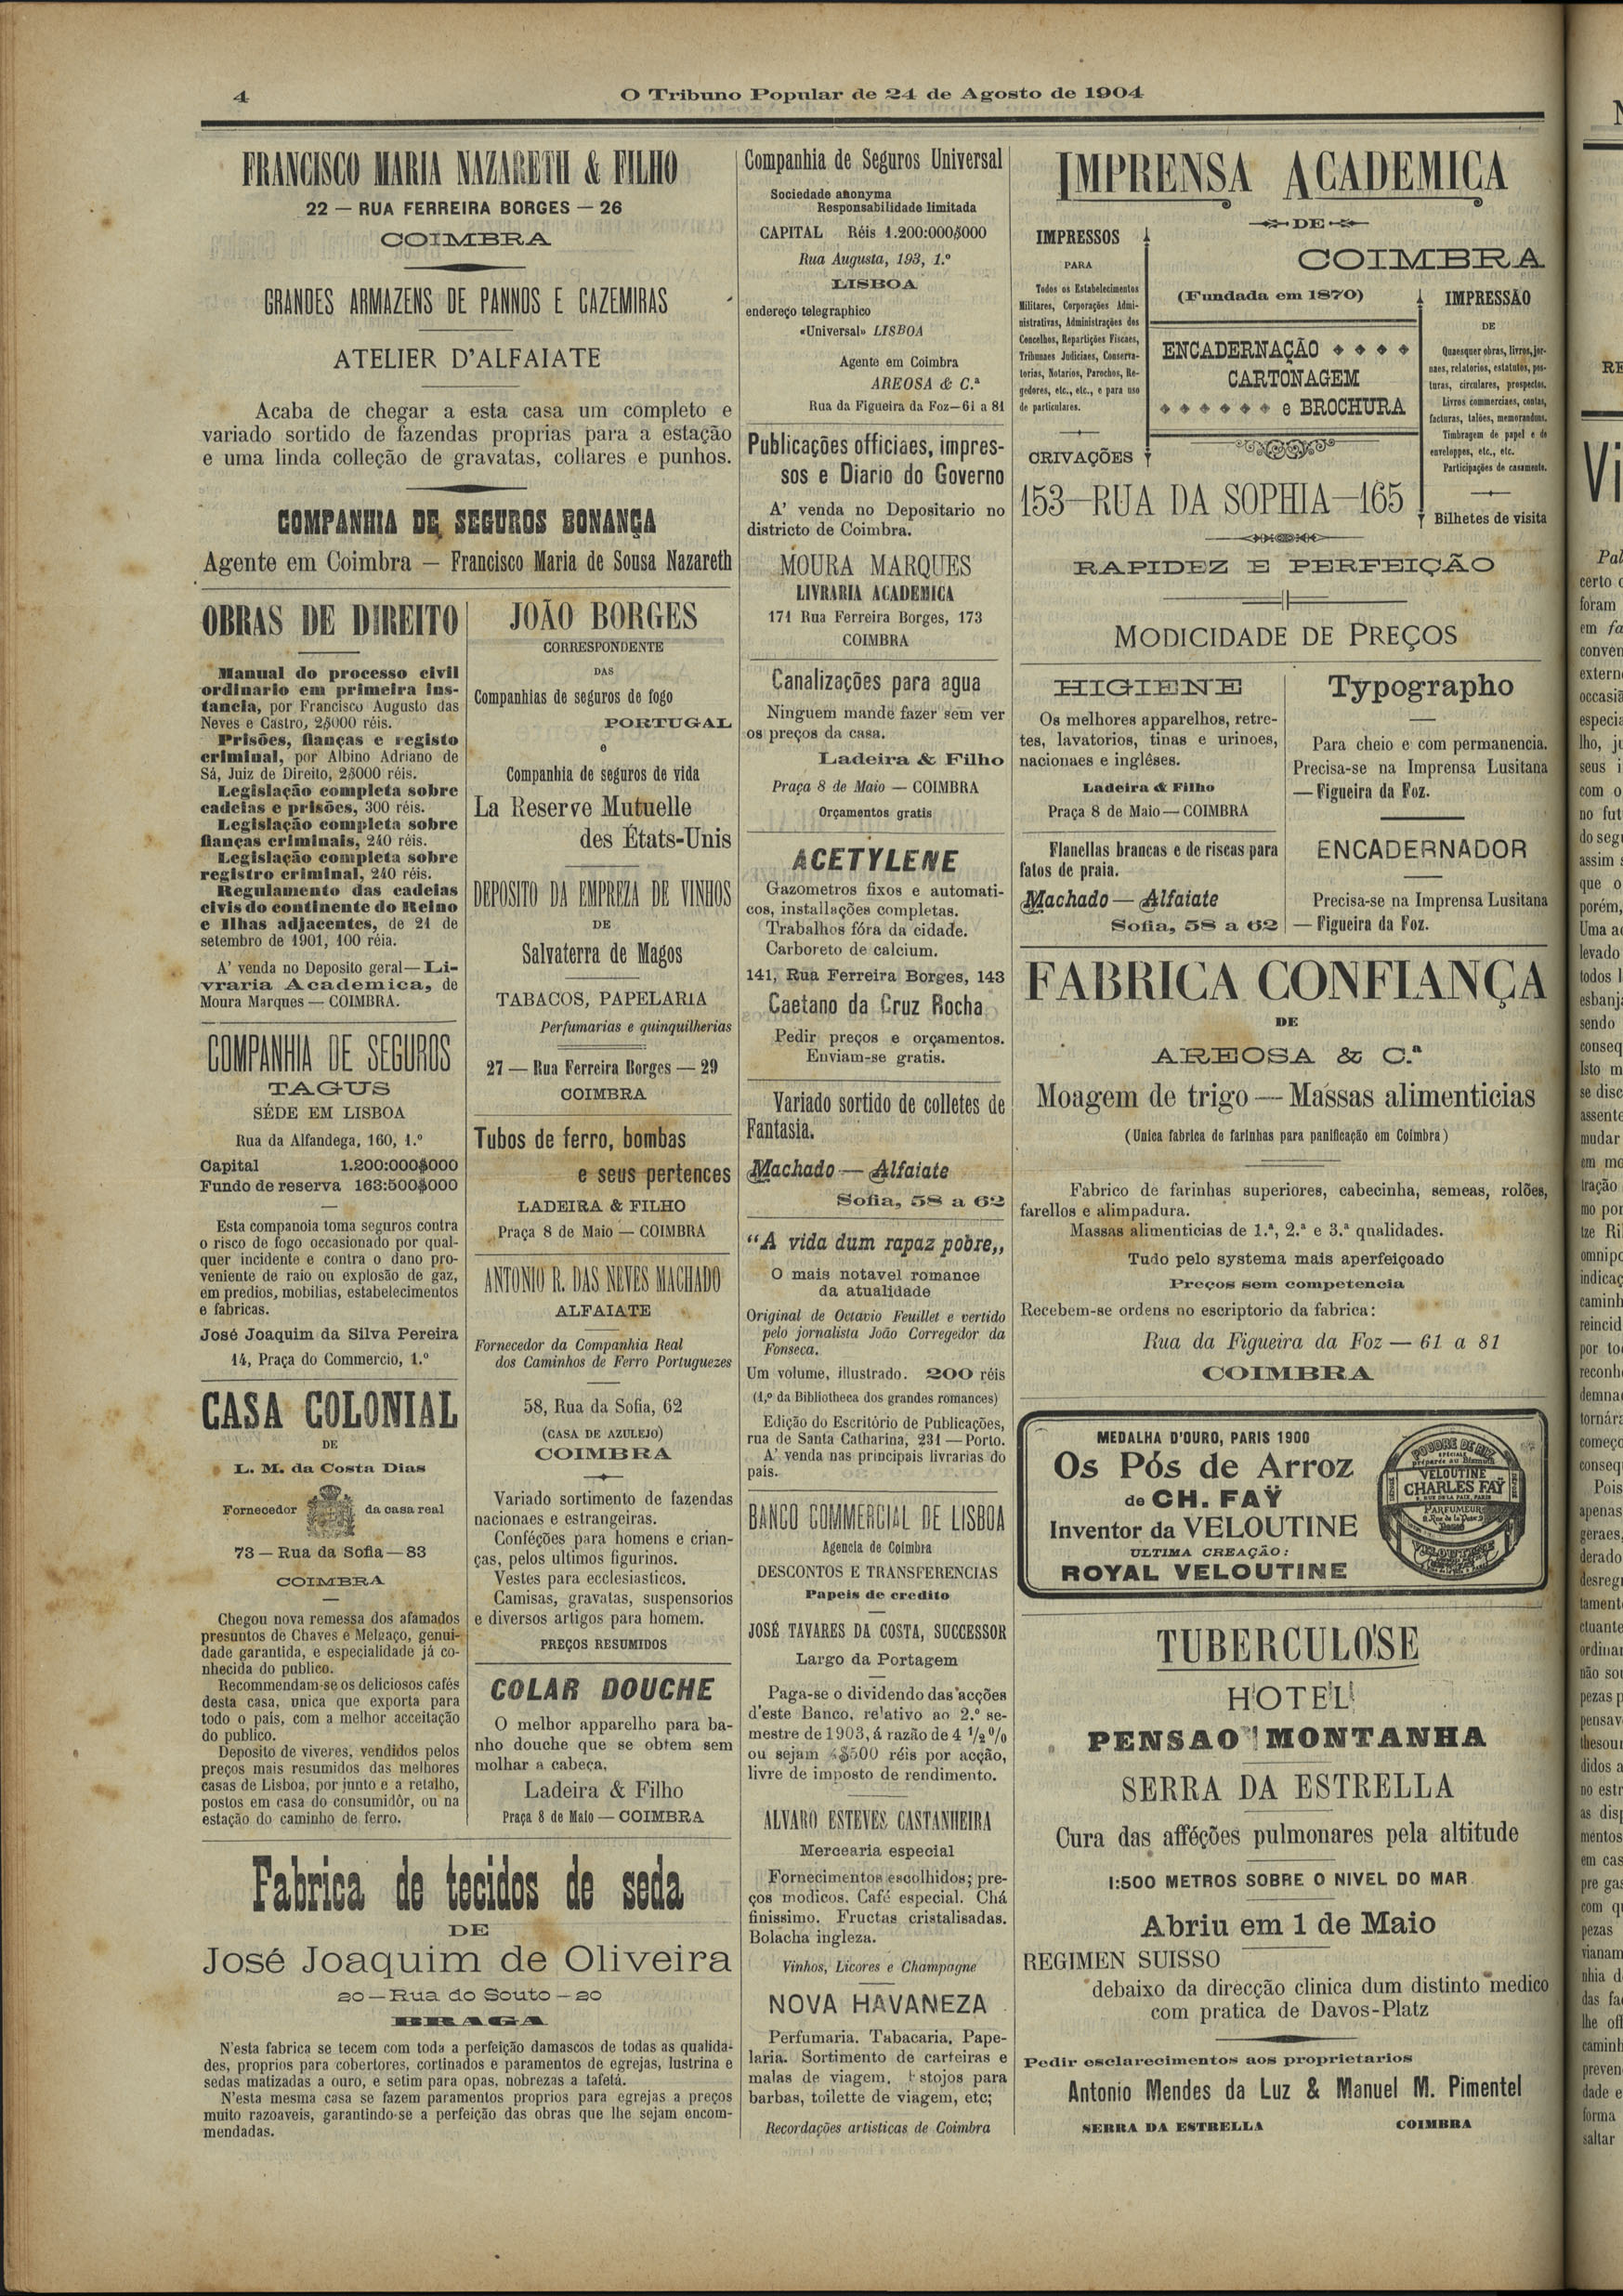 4
O Tribuno Popular de 24 de Agosto de 1904
FRANCISCO MARIA NAZARETH & FILHO
22 — RUA FERREIRA BORGES — 26
COIMBRA
GRANDES ARMAZENS DE PANNOS E CAZEMIRAS
ATELIER D'ALFAIATE
Acaba de chegar a esta casa um completo e
variado sortido de fazendas proprias para a estação
e uma linda colleção de gravatas, collares e punhos.
COMPANHIA DE SEGUROS BONANÇA
Agente em Coimbra — Francisco Maria de Sousa Nazareth
OBRAS DE DIREITO
Manual do processo civil
ordinario em primeira ins-
tancia, por Francisco Augusto das
Neves e Castro, 2$000 réis.
Prisões, fianças e registo
criminal, por Albino Adriano de
Sá, Juiz de Direito, 2$000 réis.
Legislação completa sobre
cadeias e prisões, 300 réis.
Legislação completa sobre
fianças criminais, 240 réis.
Legislação completa sobre
registro criminal, 240 réis.
Regulamento das cadeias
civis do continente do Reino
e Ilhas adjacentes, de 21 de
setembro de 1901, 100 réia.
A' venda no Deposito geral — Li-
vraria Academica, de
Moura Marques — COIMBRA.
COMPANHIA DE SEGUROS
TAGUS
SÉDE EM LISBOA
Rua da Alfandega, 160, 1.º
Capital 1.200:000$000
Fundo de reserva 163:500$000
Esta companoia toma seguros contra
o risco de fogo occasionado por qual-
quer incidente e contra o dano pro-
veniente de raio ou explosão de gaz,
em predios, mobilias, estabelecimentos
e fabricas.
José Joaquim da Silva Pereira
14, Praça do Commercio, 1.º
CASA COLONIAL
DE
L. M. da Costa Dias
Fornecedor da casa real
73 — Rua da Sofia — 83
COIMBRA
Chegou nova remessa dos afamados
presuntos de Chaves e Melgaço, genui-
dade garantida, e especialidade já co-
nhecida do publico.
Recommendam-se os deliciosos cafés
desta casa, unica que exporta para
todo o pais, com a melhor acceitação
do publico.
Deposito de viveres, vendidos pelos
preços mais resumidos das melhores
casas de Lisboa, por junto e a retalho,
postos em casa do consumidôr, ou na
estação do caminho de ferro.
JOÃO BORGES
CORRESPONDENTE
DAS
Companhias de seguros de fogo
PORTUGAL
e
Companhia de seguros de vida
La Reserve Mutuelle
des États-Unis
DEPOSITO DA EMPREZA DE VINHOS
DE
Salvaterra de Magos
TABACOS, PAPELARIA
Perfumarias e quinquilherias
27 — Rua Ferreira Borges — 29
COIMBRA
Tubos de ferro, bombas
e seus pertences
LADEIRA & FILHO
Praça 8 de Maio — COIMBRA
ANTONIO R. DAS NEVES MACHADO
ALFAIATE
Fornecedor da Companhia Real
dos Caminhos de Ferro Portuguezes
58, Rua da Sofia, 62
(CASA DE AZULEJO)
COIMBRA
Variado sortimento de fazendas
nacionaes e estrangeiras.
Conféções para homens e crian-
ças, pelos ultimos figurinos.
Vestes para ecclesiasticos.
Camisas, gravatas, suspensorios
e diversos artigos para homem.
PREÇOS RESUMIDOS
COLAR DOUCHE
O melhor apparelho para ba-
nho douche que se obtem sem
molhar a cabeça.
Ladeira & Filho
Praça 8 de Maio — COIMBRA
Fabrica de tecidos de seda
DE
José Joaquim de Oliveira
20 — Rua do Souto — 20
BRAGA
N'esta fabrica se tecem com toda a perfeição damascos de todas as qualida-
des, proprios para cobertores, cortinados e paramentos de egrejas, lustrina e
sedas matizadas a ouro, e setim para opas, nobrezas a tafetá.
N'esta mesma casa se fazem paramentos proprios para egrejas a preços
muito razoaveis, garantindo-se a perfeição das obras que lhe sejam encom-
mendadas.
Companhia de Seguros Universal
Sociedade anonyma
Responsabilidade limitada
CAPITAL Réis 1.200:000$000
Rua Augusta, 193, 1.º
LISBOA
endereço telegraphico
«Universal» LISBOA
Agente em Coimbra
AREOSA & C.ª
Rua da Figueira da Foz—61 a 81
Publicações officiaes, impres-
sos e Diario do Governo
A' venda no Depositario no
districto de Coimbra.
MOURA MARQUES
LIVRARIA ACADEMICA
171 Rua Ferreira Borges, 173
COIMBRA
Canalizações para agua
Ninguem mande fazer sem ver
os preços da casa.
Ladeira & Filho
Praça 8 de Maio — COIMBRA
Orçamentos gratis
ACETYLENE
Gazometros fixos e automati-
cos, installações completas.
Trabalhos fóra da cidade.
Carboreto de calcium.
141, Rua Ferreira Borges, 143
Caetano da Cruz Rocha
Pedir preços e orçamentos.
Enviam-se gratis.
Variado sortido de colletes de
Fantasia.
Machado — Alfaiate
Sofia, 58 a 62
"A vida dum rapaz pobre,,
O mais notavel romance
da atualidade
Original de Octavio Feuillet e vertido
pelo jornalista João Corregedor da
Fonseca.
Um volume, illustrado. 200 réis
(1.º da Bibliotheca dos grandes romances)
Edição do Escritório de Publicações,
rua de Santa Catharina, 231 — Porto.
A' venda nas principais livrarias do
pais.
BANCO COMMERCIAL DE LISBOA
Agencia de Coimbra
DESCONTOS E TRANSFERENCIAS
Papeis de credito
JOSÉ TAVARES DA COSTA, SUCCESSOR
Largo da Portagem
Paga-se o dividendo das acções
d'este Banco, relativo ao 2.º se-
mestre de 1903, á razão de 4 1/2 %
ou sejam 4$500 réis por acção,
livre de imposto de rendimento.
ALVARO ESTEVES CASTANHEIRA
Mercearia especial
Fornecimentos escolhidos; pre-
ços modicos. Café especial. Chá
finissimo. Fructas cristalisadas.
Bolacha ingleza.
Vinhos, Licores e Champagne
NOVA HAVANEZA
Perfumaria. Tabacaria. Pape-
laria. Sortimento de carteiras e
malas de viagem. Estojos para
barbas, toilette de viagem, etc;
Recordações artisticas de Coimbra
IMPRENSA ACADEMICA
DE
COIMBRA
(Fundada em 1870)
IMPRESSOS
PARA
Todos os Estabelecimentos
Militares, Corporações Admi-
nistrativas, Administrações dos
Concelhos, Repartições Fiscaes,
Tribunaes Judiciaes, Conserva-
torias, Notarios, Parochos, Re-
gedores, etc., etc., e para uso
de particulares.
CRIVAÇÕES
ENCADERNAÇÃO
CARTONAGEM
e BROCHURA
IMPRESSÃO
DE
Quaesquer obras, livros, jor-
naes, relatorios, estatutos, pos-
turas, circulares, prospectos.
Livros commerciaes, contas,
facturas, talões, memoranduns.
Timbragem de papel e de
enveloppes, etc., etc.
Participações de casamento.
Bilhetes de visita
153—RUA DA SOPHIA—165
RAPIDEZ E PERFEIÇÃO
MODICIDADE DE PREÇOS
HIGIENE
Os melhores apparelhos, retre-
tes, lavatorios, tinas e urinoes,
nacionaes e inglêses.
Ladeira & Filho
Praça 8 de Maio — COIMBRA
Flanellas brancas e de riscas para
fatos de praia.
Machado — Alfaiate
Sofia, 58 a 62
Typographo
Para cheio e com permanencia.
Precisa-se na Imprensa Lusitana
— Figueira da Foz.
ENCADERNADOR
Precisa-se na Imprensa Lusitana
— Figueira da Foz.
FABRICA CONFIANÇA
DE
AREOSA & C.ª
Moagem de trigo — Massas alimenticias
(Unica fabrica de farinhas para panificação em Coimbra)
Fabrico de farinhas superiores, cabecinha, semeas, rolões,
farellos e alimpadura.
Massas alimenticias de 1.ª, 2.ª e 3.ª qualidades.
Tudo pelo systema mais aperfeiçoado
Preços sem competencia
Recebem-se ordens no escriptorio da fabrica:
Rua da Figueira da Foz — 61 a 81
COIMBRA
MEDALHA D'OURO, PARIS 1900
Os Pós de Arroz
de CH. FAŸ
Inventor da VELOUTINE
ULTIMA CREAÇÃO:
ROYAL VELOUTINE
POUDRE DE RIZ
VELOUTINE
CHARLES FAŸ
PARFUMEUR
TUBERCULOSE
HOTEL
PENSAO MONTANHA
SERRA DA ESTRELLA
Cura das afféções pulmonares pela altitude
1:500 METROS SOBRE O NIVEL DO MAR
Abriu em 1 de Maio
REGIMEN SUISSO
debaixo da direcção clinica dum distinto medico
com pratica de Davos-Platz
Pedir esclarecimentos aos proprietarios
Antonio Mendes da Luz & Manuel M. Pimentel
SERRA DA ESTRELLA COIMBRA